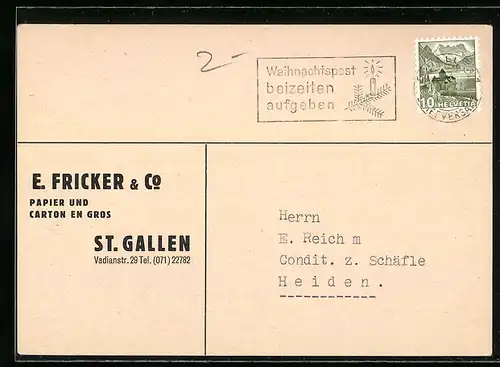 2-
Weihnachtspost
beizeiten
aufgeben
10 HELVETIA
BRIEFVERSAND
E. FRICKER & CO
PAPIER UND
CARTON EN GROS
ST. GALLEN
Vadianstr. 29 Tel. (071) 22782
Herrn
E. Reich m
Condit. z. Schäfle
Heiden.